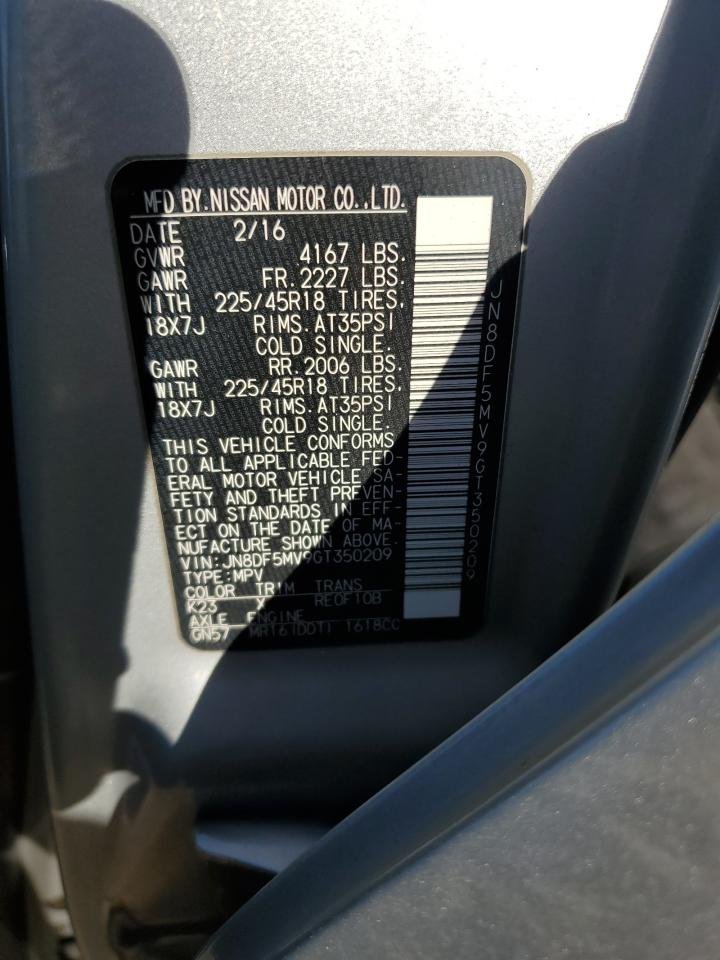 MFD BY.NISSAN MOTOR CO.,LTD.
DATE 2/16
GVWR 4167 LBS.
GAWR FR.2227 LBS.
WITH 225/45R18 TIRES,
18X7J RIMS.AT35PSI
COLD SINGLE.
GAWR RR.2006 LBS.
WITH 225/45R18 TIRES.
18X7J RIMS.AT35PSI
COLD SINGLE.
THIS VEHICLE CONFORMS
TO ALL APPLICABLE FED-
ERAL MOTOR VEHICLE SA-
FETY AND THEFT PREVEN-
TION STANDARDS IN EFF-
ECT ON THE DATE OF MA-
NUFACTURE SHOWN ABOVE.
VIN:JN8DF5MV9GT350209
TYPE:MPV
COLOR TRIM TRANS
K23 RE0F10B
AXLE ENGINE
GN57 MR16(DDT) 1618CC
JN8DF5MV9GT350209